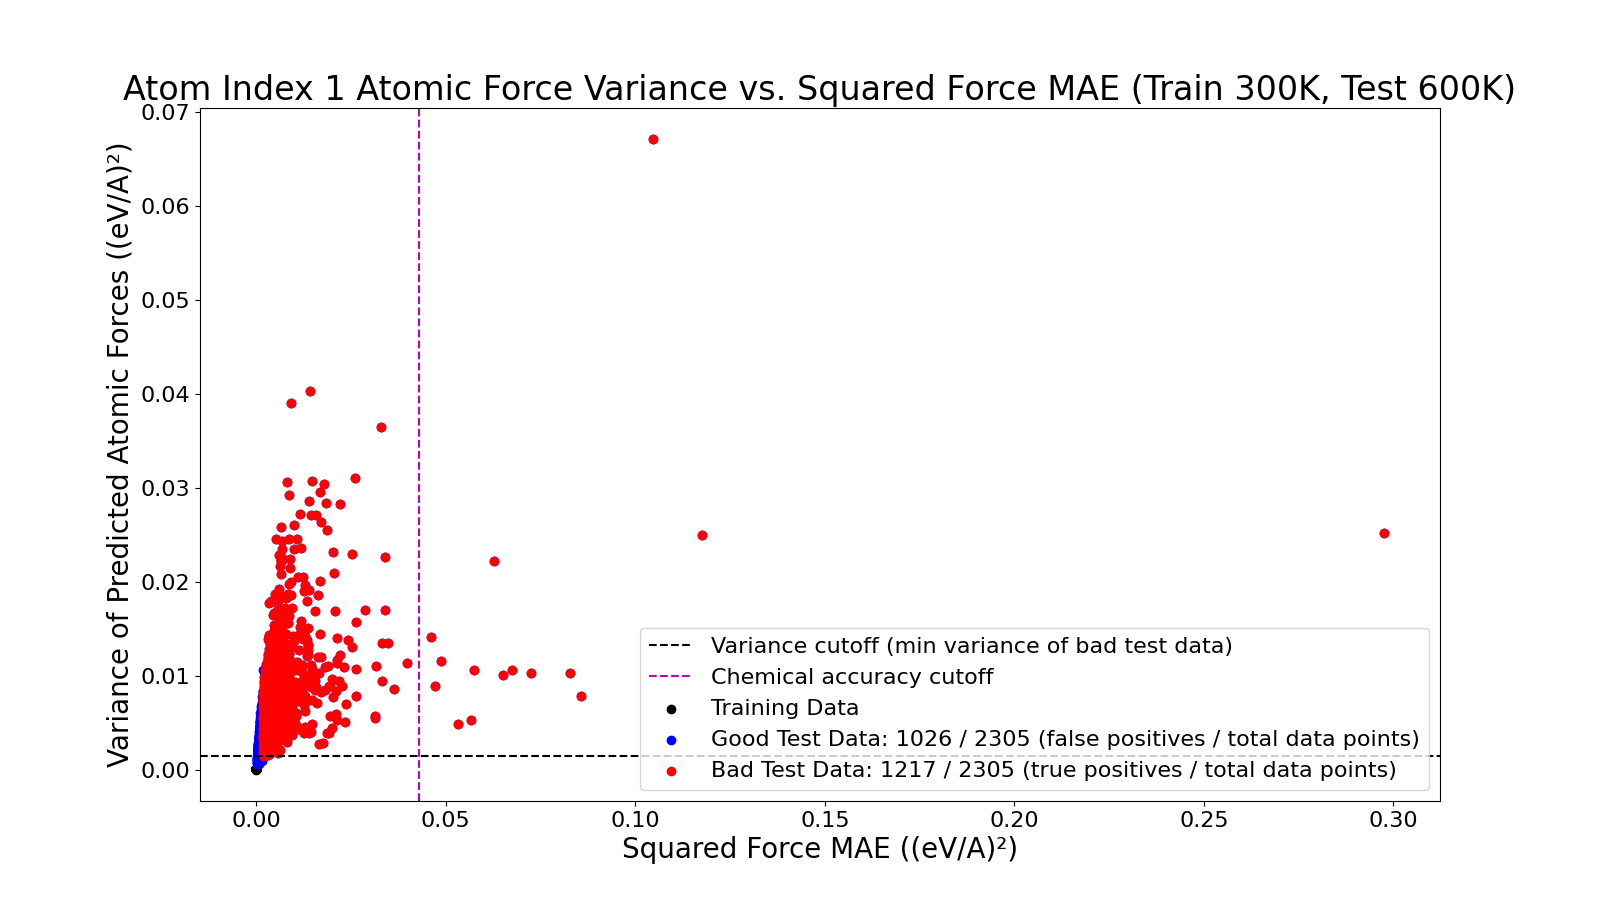 Atom Index 1 Atomic Force Variance vs. Squared Force MAE (Train 300K, Test 600K)
Variance of Predicted Atomic Forces ((eV/A)²)
0.07
0.06
0.05
0.04
0.03
0.02
0.01
0.00
Variance cutoff (min variance of bad test data)
Chemical accuracy cutoff
Training Data
Good Test Data: 1026 / 2305 (false positives / total data points)
Bad Test Data: 1217 / 2305 (true positives / total data points)
0.00 0.05 0.10 0.15 0.20 0.25 0.30
Squared Force MAE ((eV/A)²)